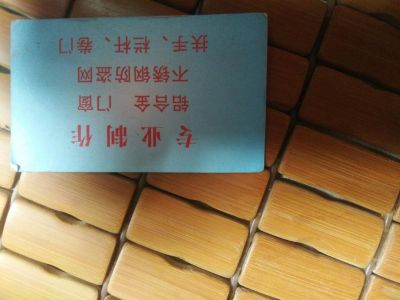 专业制作
铝合金 门窗
不锈钢防盗网
扶手、栏杆、卷门